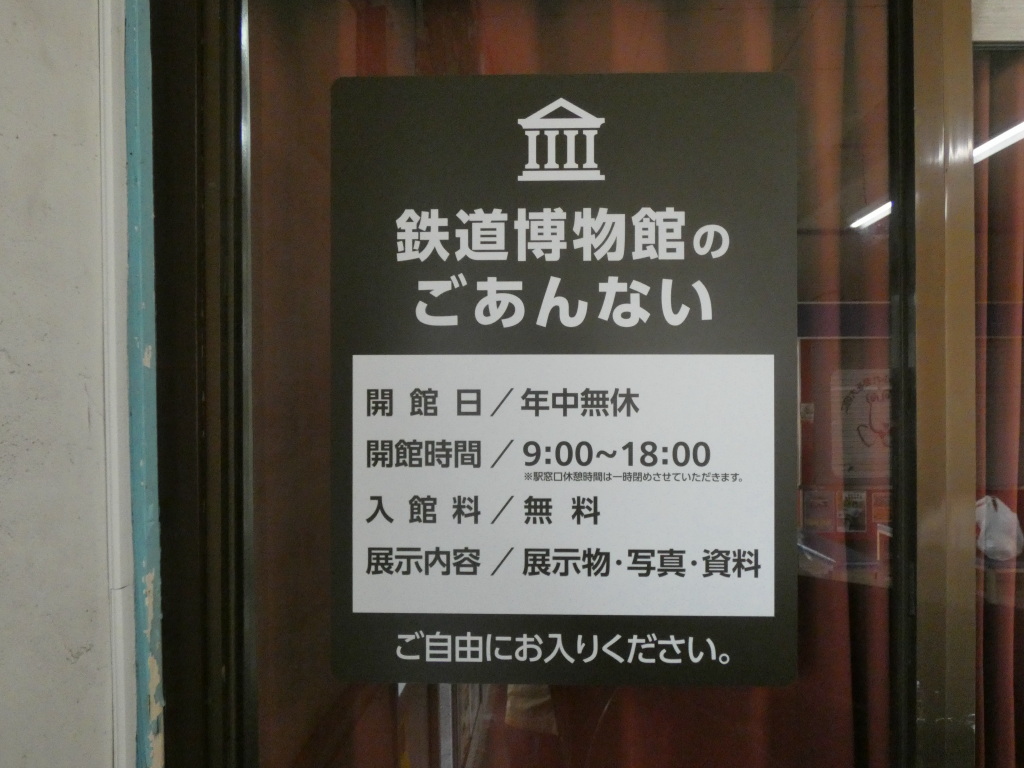 鉄道博物館の
ごあんない
開館日／年中無休
開館時間／9:00～18:00
※駅窓口休憩時間は一時閉めさせていただきます。
入館料／無料
展示内容／展示物・写真・資料
ご自由にお入りください。